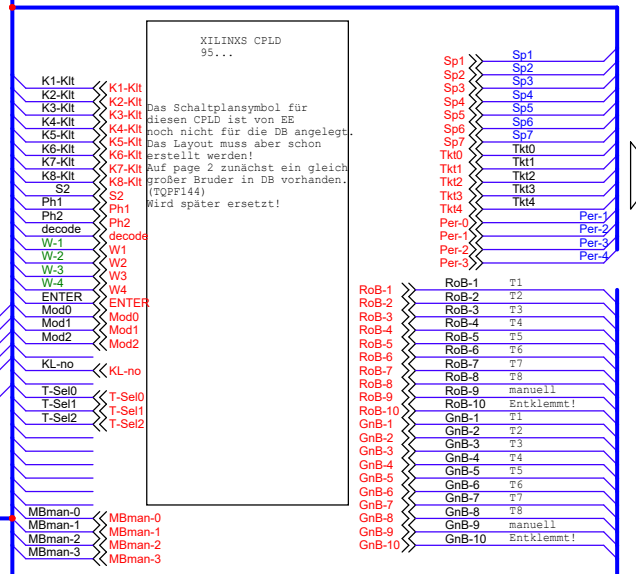 XILINXS CPLD
95...
Das Schaltplansymbol für
diesen CPLD ist von EE
noch nicht für die DB angelegt.
Das Layout muss aber schon
erstellt werden!
Auf page 2 zunächst ein gleich
großer Bruder in DB vorhanden.
(TQPF144)
Wird später ersetzt!
K1-Klt K1-Klt
K2-Klt K2-Klt
K3-Klt K3-Klt
K4-Klt K4-Klt
K5-Klt K5-Klt
K6-Klt K6-Klt
K7-Klt K7-Klt
K8-Klt K8-Klt
S2 S2
Ph1 Ph1
Ph2 Ph2
decode decode
W-1 W1
W-2 W2
W-3 W3
W-4 W4
ENTER ENTER
Mod0 Mod0
Mod1 Mod1
Mod2 Mod2
KL-no KL-no
T-Sel0 T-Sel0
T-Sel1 T-Sel1
T-Sel2 T-Sel2
MBman-0 MBman-0
MBman-1 MBman-1
MBman-2 MBman-2
MBman-3 MBman-3
Sp1 Sp1
Sp2 Sp2
Sp3 Sp3
Sp4 Sp4
Sp5 Sp5
Sp6 Sp6
Sp7 Sp7
Tkt0 Tkt0
Tkt1 Tkt1
Tkt2 Tkt2
Tkt3 Tkt3
Tkt4 Tkt4
Per-0 Per-1
Per-1 Per-2
Per-2 Per-3
Per-3 Per-4
RoB-1 RoB-1 T1
RoB-2 RoB-2 T2
RoB-3 RoB-3 T3
RoB-4 RoB-4 T4
RoB-5 RoB-5 T5
RoB-6 RoB-6 T6
RoB-7 RoB-7 T7
RoB-8 RoB-8 T8
RoB-9 RoB-9 manuell
RoB-10 RoB-10 Entklemmt!
GnB-1 GnB-1 T1
GnB-2 GnB-2 T2
GnB-3 GnB-3 T3
GnB-4 GnB-4 T4
GnB-5 GnB-5 T5
GnB-6 GnB-6 T6
GnB-7 GnB-7 T7
GnB-8 GnB-8 T8
GnB-9 GnB-9 manuell
GnB-10 GnB-10 Entklemmt!